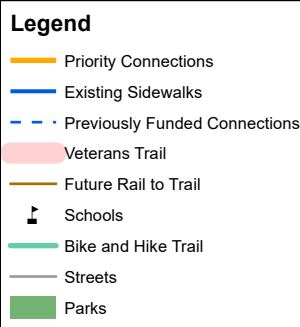 Legend
Priority Connections
Existing Sidewalks
Previously Funded Connections
Veterans Trail
Future Rail to Trail
Schools
Bike and Hike Trail
Streets
Parks